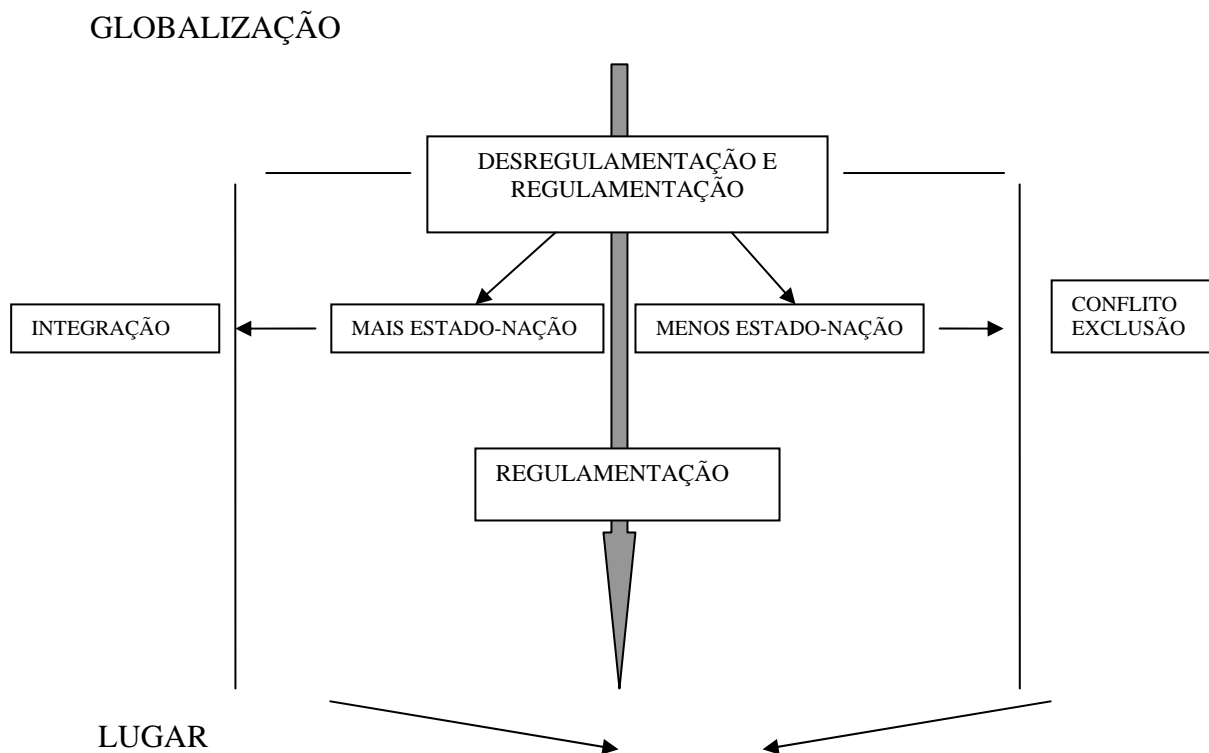 GLOBALIZAÇÃO
DESREGULAMENTAÇÃO E
REGULAMENTAÇÃO
INTEGRAÇÃO
MAIS ESTADO-NAÇÃO
MENOS ESTADO-NAÇÃO
CONFLITO
EXCLUSÃO
REGULAMENTAÇÃO
LUGAR